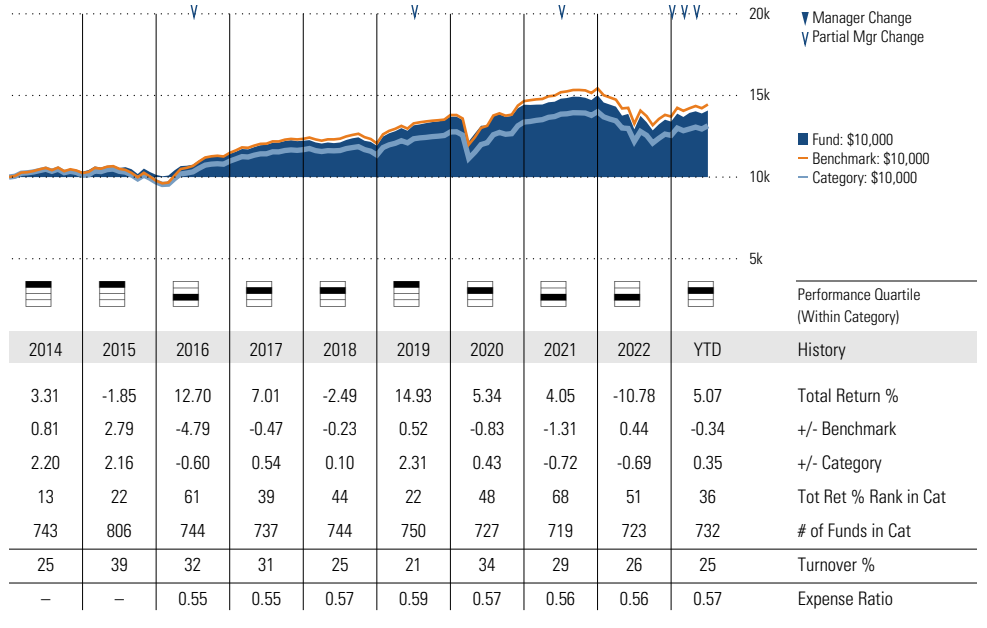 20k
15k
10k
5k
Manager Change
Partial Mgr Change
Fund: $10,000
Benchmark: $10,000
Category: $10,000
Performance Quartile
(Within Category)
2014 2015 2016 2017 2018 2019 2020 2021 2022 YTD History
3.31 -1.85 12.70 7.01 -2.49 14.93 5.34 4.05 -10.78 5.07 Total Return %
0.81 2.79 -4.79 -0.47 -0.23 0.52 -0.83 -1.31 0.44 -0.34 +/- Benchmark
2.20 2.16 -0.60 0.54 0.10 2.31 0.43 -0.72 -0.69 0.35 +/- Category
13 22 61 39 44 22 48 68 51 36 Tot Ret % Rank in Cat
743 806 744 737 744 750 727 719 723 732 # of Funds in Cat
25 39 32 31 25 21 34 29 26 25 Turnover %
– – 0.55 0.55 0.57 0.59 0.57 0.56 0.56 0.57 Expense Ratio